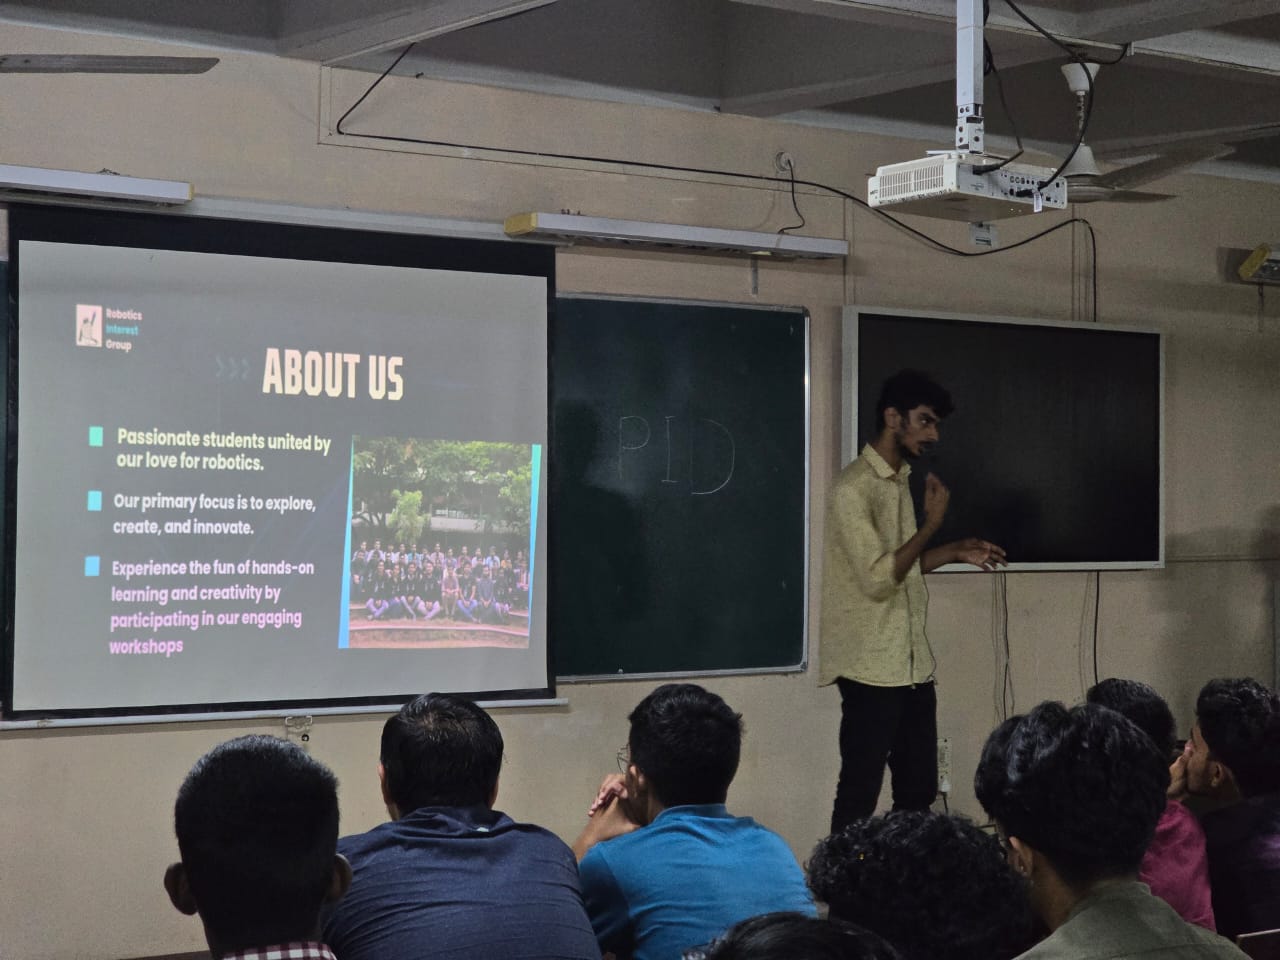 Robotics
Interest
Group
ABOUT US
Passionate students united by
our love for robotics.
Our primary focus is to explore,
create, and innovate.
Experience the fun of hands-on
learning and creativity by
participating in our engaging
workshops
PID